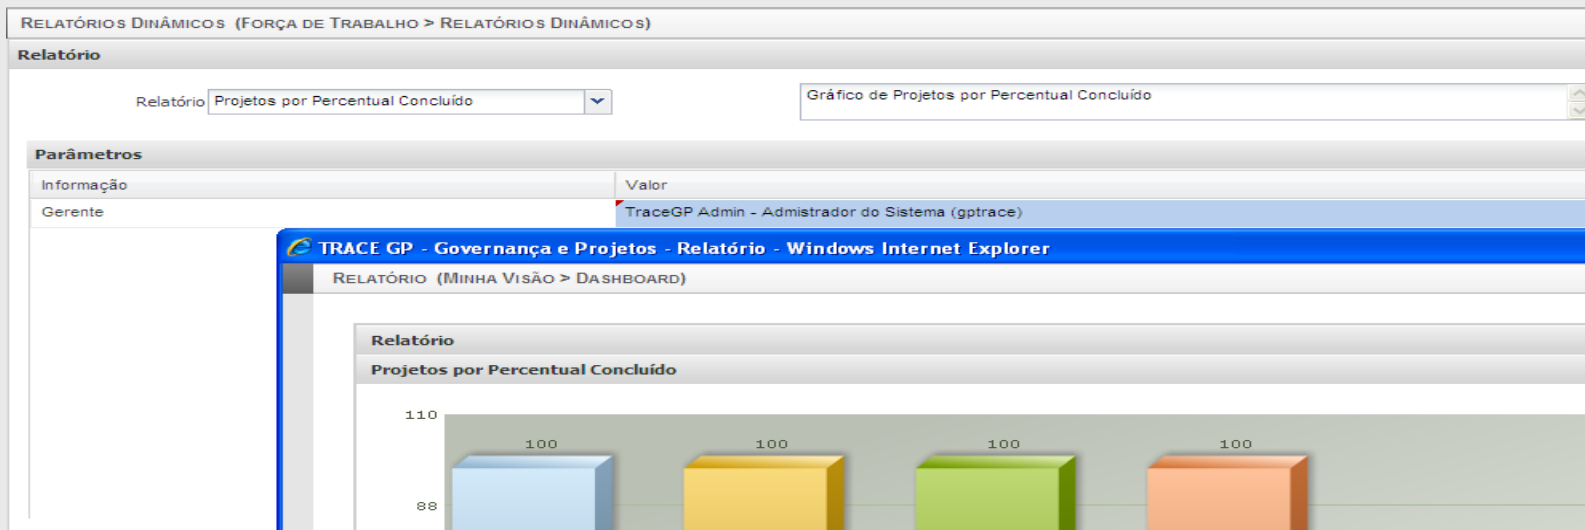 RELATÓRIOS DINÂMICOS (FORÇA DE TRABALHO > RELATÓRIOS DINÂMICOS)
Relatório
Relatório Projetos por Percentual Concluído
Gráfico de Projetos por Percentual Concluído
Parâmetros
Informação Valor
Gerente TraceGP Admin - Admistrador do Sistema (gptrace)
TRACE GP - Governança e Projetos - Relatório - Windows Internet Explorer
RELATÓRIO (MINHA VISÃO > DASHBOARD)
Relatório
Projetos por Percentual Concluído
110
100 100 100 100
88